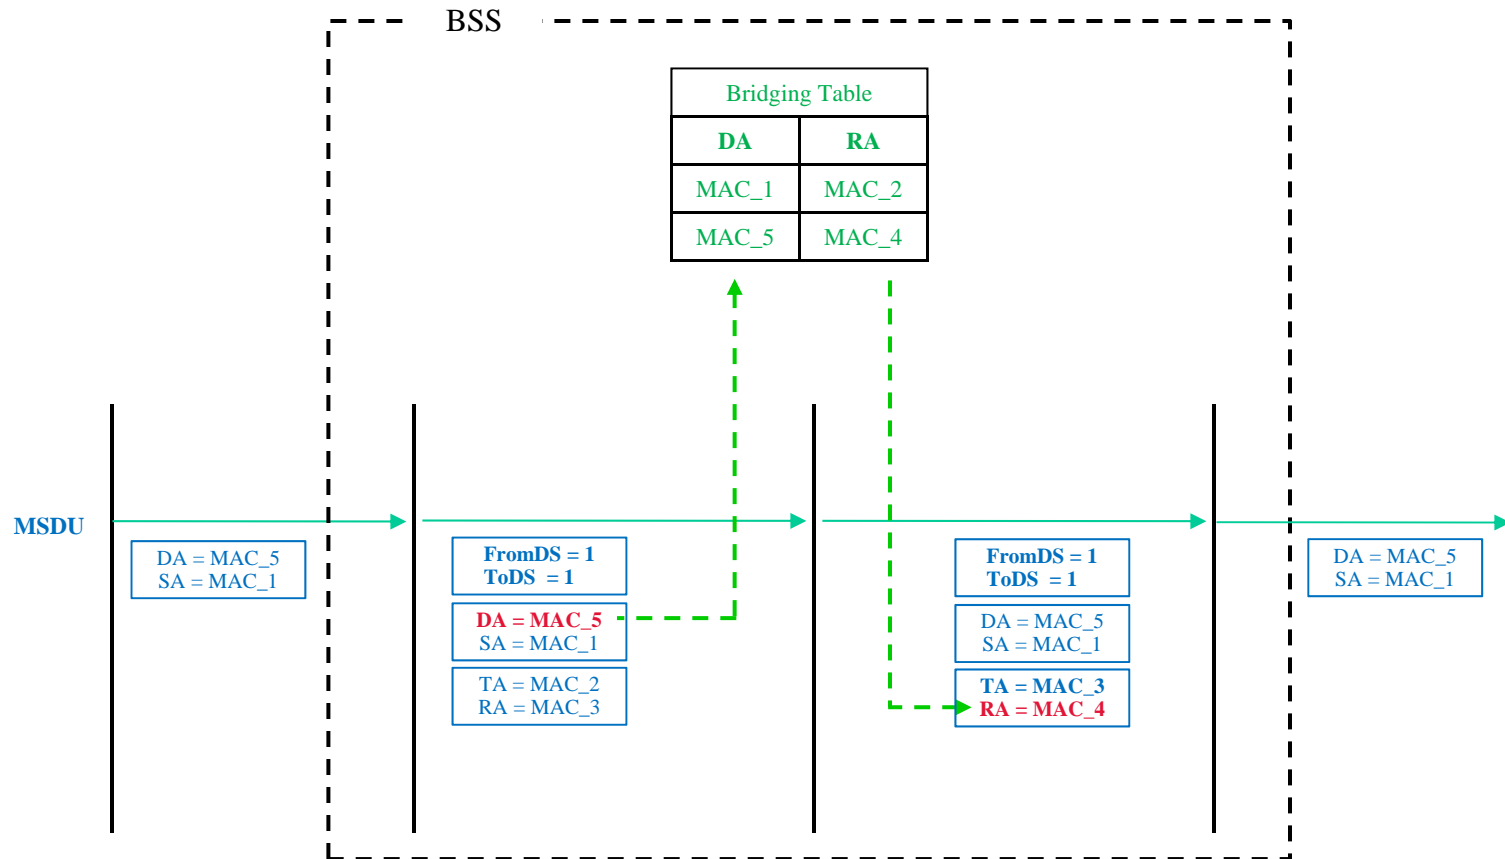 BSS
Bridging Table
DA RA
MAC_1 MAC_2
MAC_5 MAC_4
MSDU
DA = MAC_5
SA = MAC_1
FromDS = 1
ToDS = 1
DA = MAC_5
SA = MAC_1
TA = MAC_2
RA = MAC_3
FromDS = 1
ToDS = 1
DA = MAC_5
SA = MAC_1
TA = MAC_3
RA = MAC_4
DA = MAC_5
SA = MAC_1